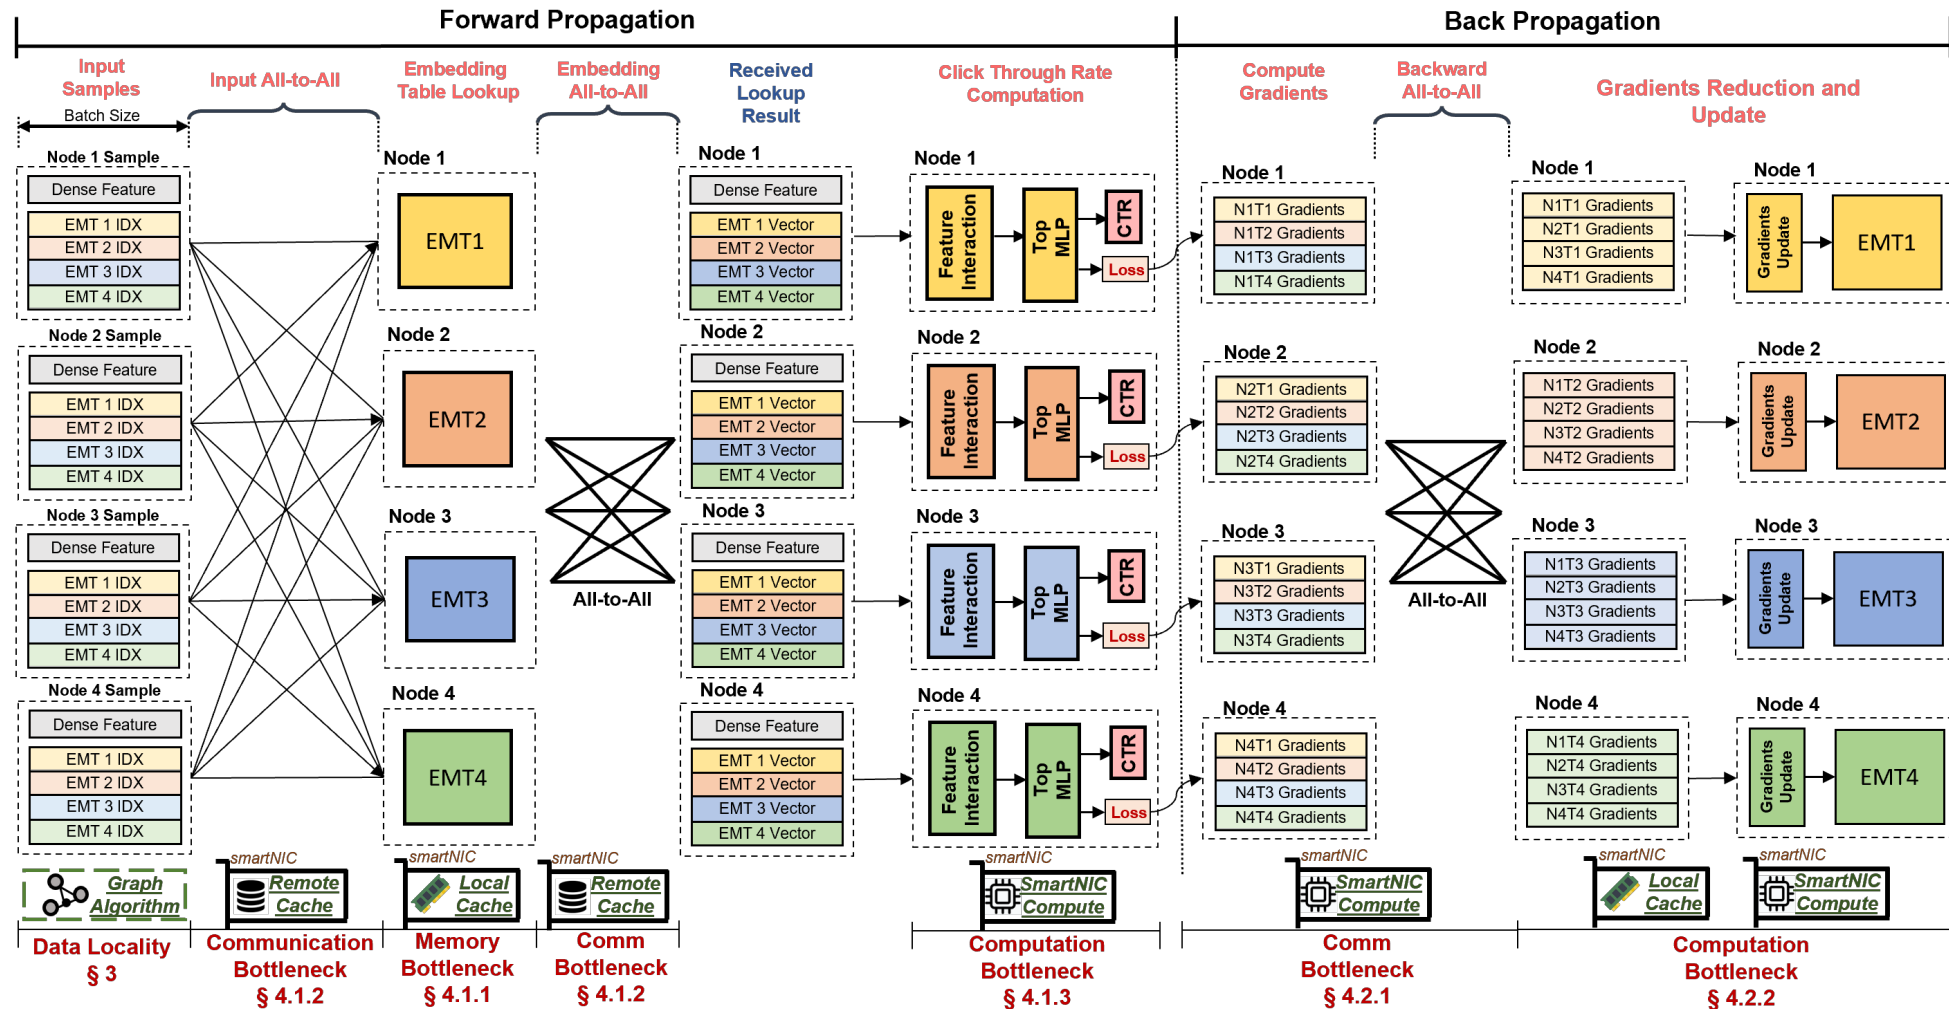 Forward Propagation
Back Propagation
Input
Samples
Input All-to-All
Embedding
Table Lookup
Embedding
All-to-All
Received
Lookup
Result
Click Through Rate
Computation
Compute
Gradients
Backward
All-to-All
Gradients Reduction and
Update
Batch Size
Node 1 Sample
Dense Feature
EMT 1 IDX
EMT 2 IDX
EMT 3 IDX
EMT 4 IDX
Node 2 Sample
Dense Feature
EMT 1 IDX
EMT 2 IDX
EMT 3 IDX
EMT 4 IDX
Node 3 Sample
Dense Feature
EMT 1 IDX
EMT 2 IDX
EMT 3 IDX
EMT 4 IDX
Node 4 Sample
Dense Feature
EMT 1 IDX
EMT 2 IDX
EMT 3 IDX
EMT 4 IDX
Node 1
EMT1
Node 2
EMT2
Node 3
EMT3
Node 4
EMT4
All-to-All
Node 1
Dense Feature
EMT 1 Vector
EMT 2 Vector
EMT 3 Vector
EMT 4 Vector
Node 2
Dense Feature
EMT 1 Vector
EMT 2 Vector
EMT 3 Vector
EMT 4 Vector
Node 3
Dense Feature
EMT 1 Vector
EMT 2 Vector
EMT 3 Vector
EMT 4 Vector
Node 4
Dense Feature
EMT 1 Vector
EMT 2 Vector
EMT 3 Vector
EMT 4 Vector
Node 1
Feature
Interaction
Top
MLP
CTR
Loss
Node 2
Feature
Interaction
Top
MLP
CTR
Loss
Node 3
Feature
Interaction
Top
MLP
CTR
Loss
Node 4
Feature
Interaction
Top
MLP
CTR
Loss
Node 1
N1T1 Gradients
N1T2 Gradients
N1T3 Gradients
N1T4 Gradients
Node 2
N2T1 Gradients
N2T2 Gradients
N2T3 Gradients
N2T4 Gradients
Node 3
N3T1 Gradients
N3T2 Gradients
N3T3 Gradients
N3T4 Gradients
Node 4
N4T1 Gradients
N4T2 Gradients
N4T3 Gradients
N4T4 Gradients
All-to-All
Node 1
N1T1 Gradients
N2T1 Gradients
N3T1 Gradients
N4T1 Gradients
Node 2
N1T2 Gradients
N2T2 Gradients
N3T2 Gradients
N4T2 Gradients
Node 3
N1T3 Gradients
N2T3 Gradients
N3T3 Gradients
N4T3 Gradients
Node 4
N1T4 Gradients
N2T4 Gradients
N3T4 Gradients
N4T4 Gradients
Node 1
Gradients
Update
EMT1
Node 2
Gradients
Update
EMT2
Node 3
Gradients
Update
EMT3
Node 4
Gradients
Update
EMT4
Graph
Algorithm
smartNIC
Remote
Cache
smartNIC
Local
Cache
smartNIC
Remote
Cache
smartNIC
SmartNIC
Compute
smartNIC
SmartNIC
Compute
smartNIC
Local
Cache
smartNIC
SmartNIC
Compute
Data Locality
§ 3
Communication
Bottleneck
§ 4.1.2
Memory
Bottleneck
§ 4.1.1
Comm
Bottleneck
§ 4.1.2
Computation
Bottleneck
§ 4.1.3
Comm
Bottleneck
§ 4.2.1
Computation
Bottleneck
§ 4.2.2